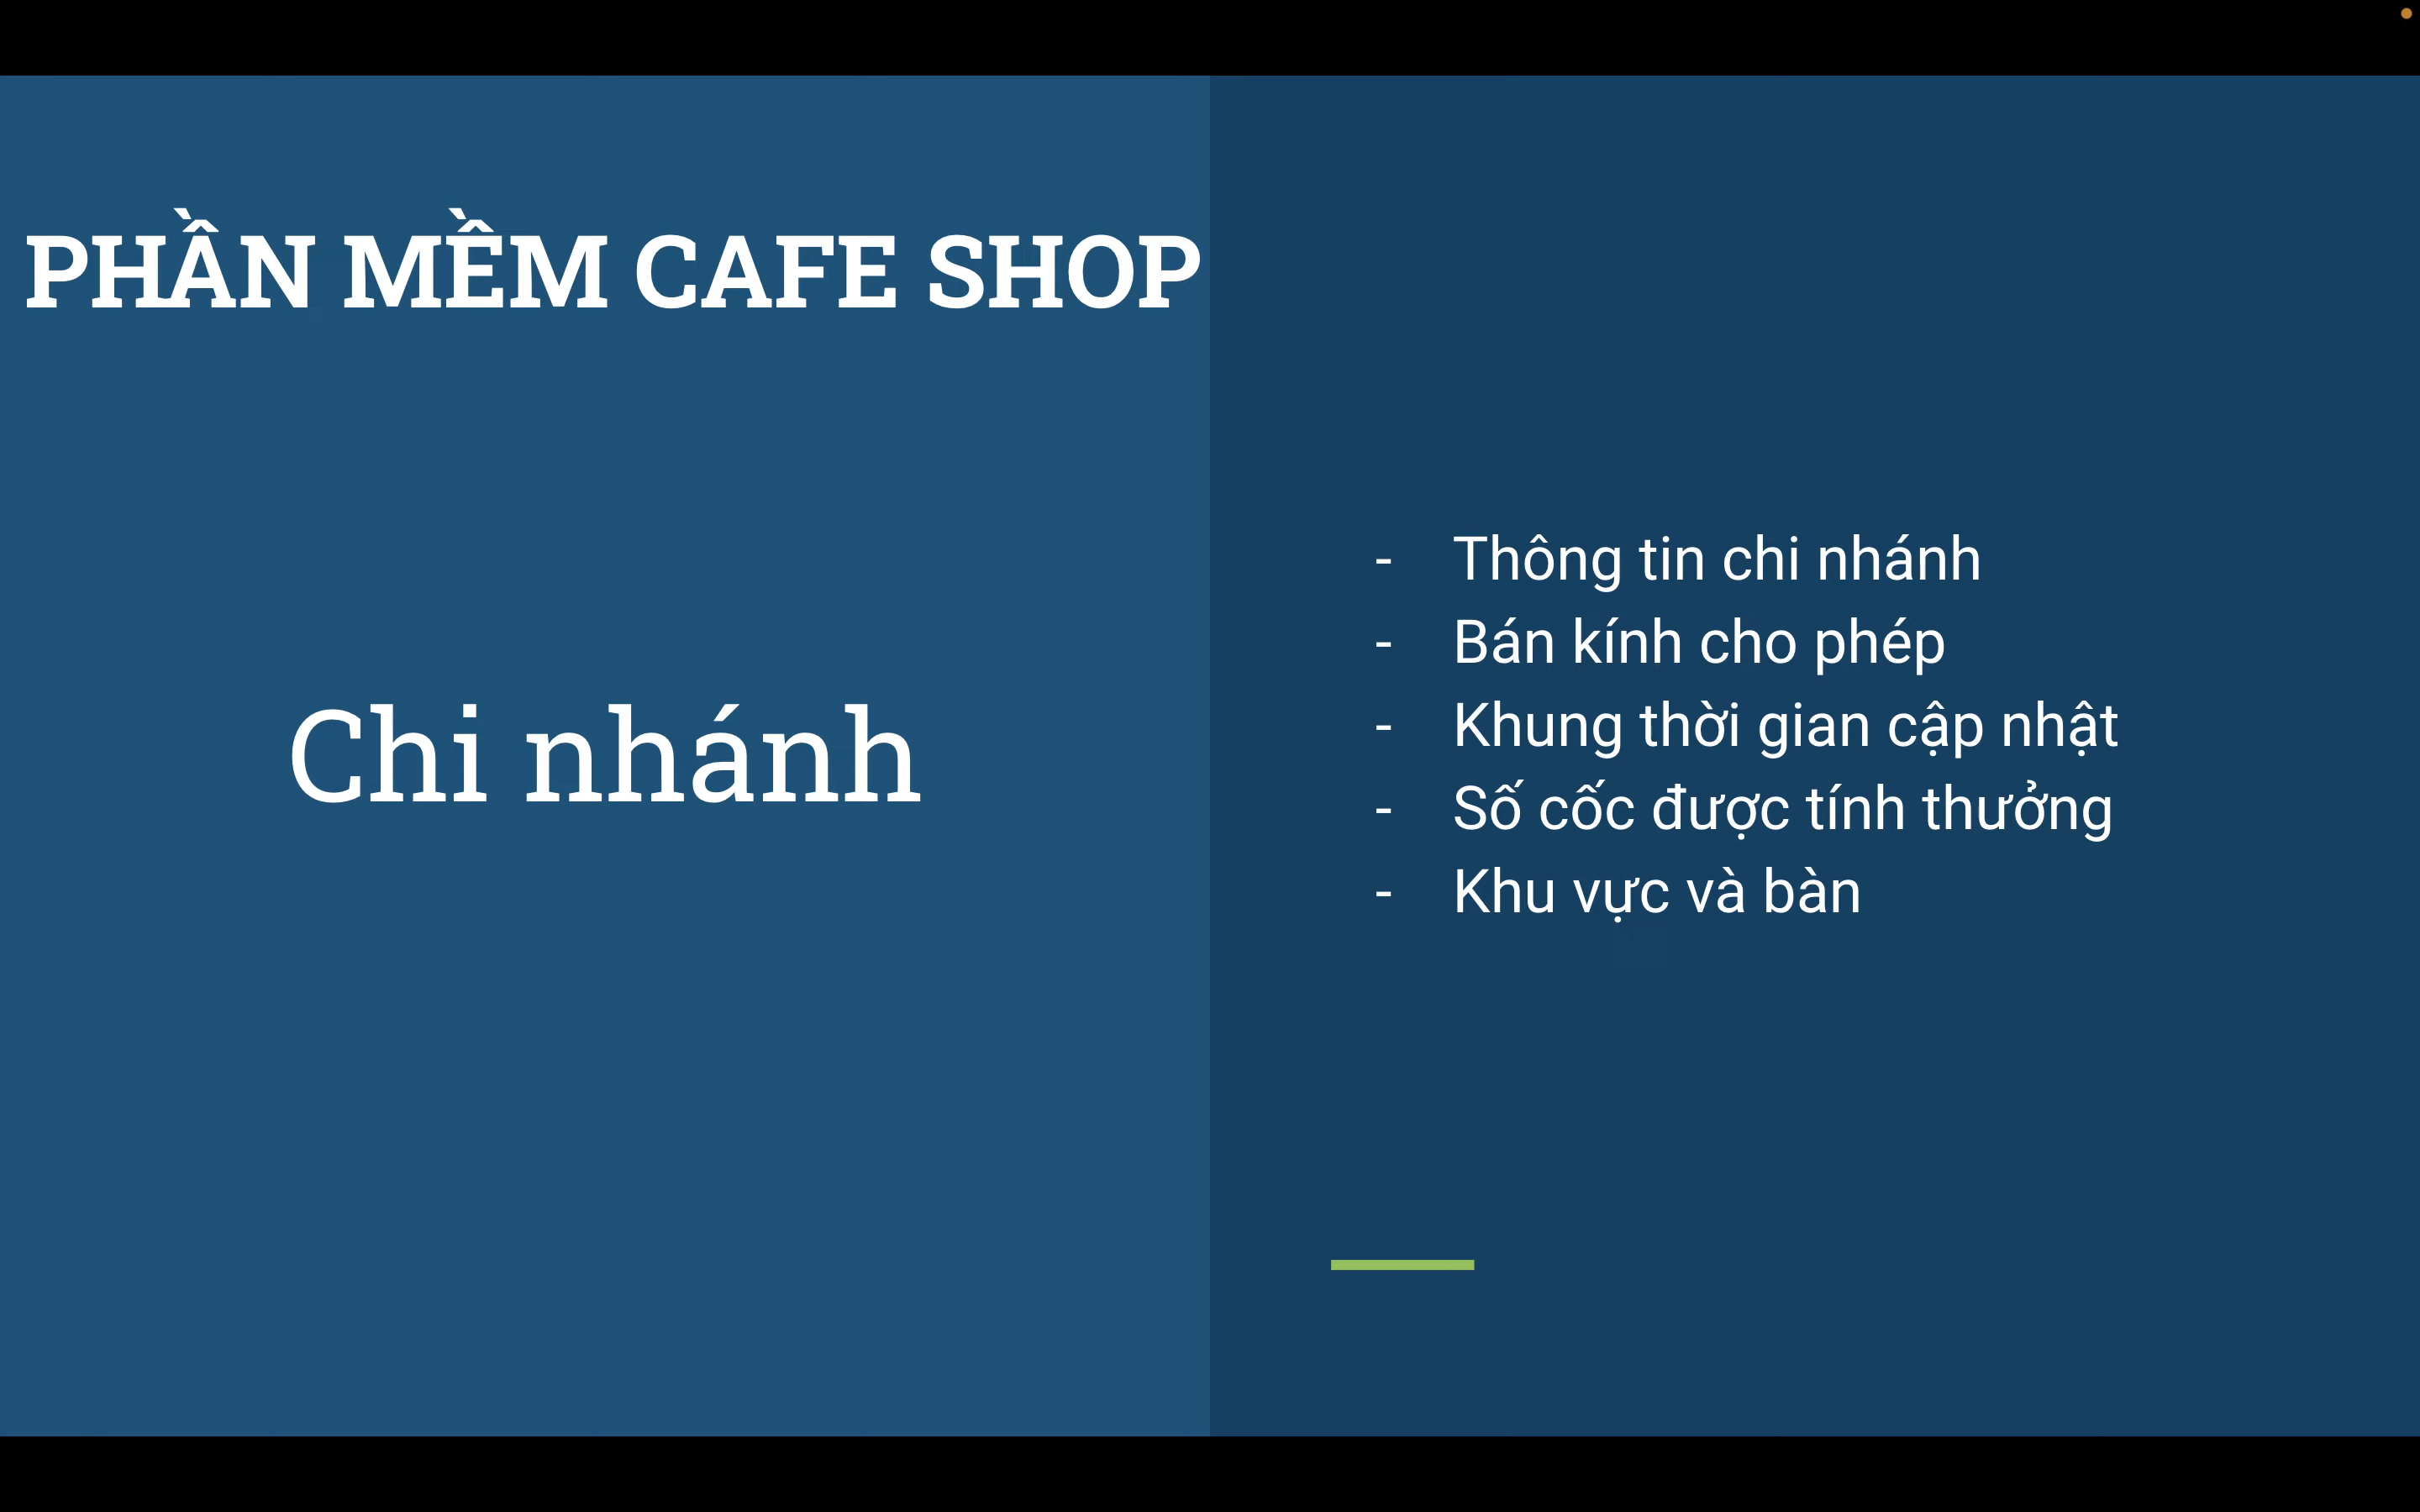 PHẦN MỀM CAFE SHOP
Chi nhánh
- Thông tin chi nhánh
- Bán kính cho phép
- Khung thời gian cập nhật
- Số cốc được tính thưởng
- Khu vực và bàn